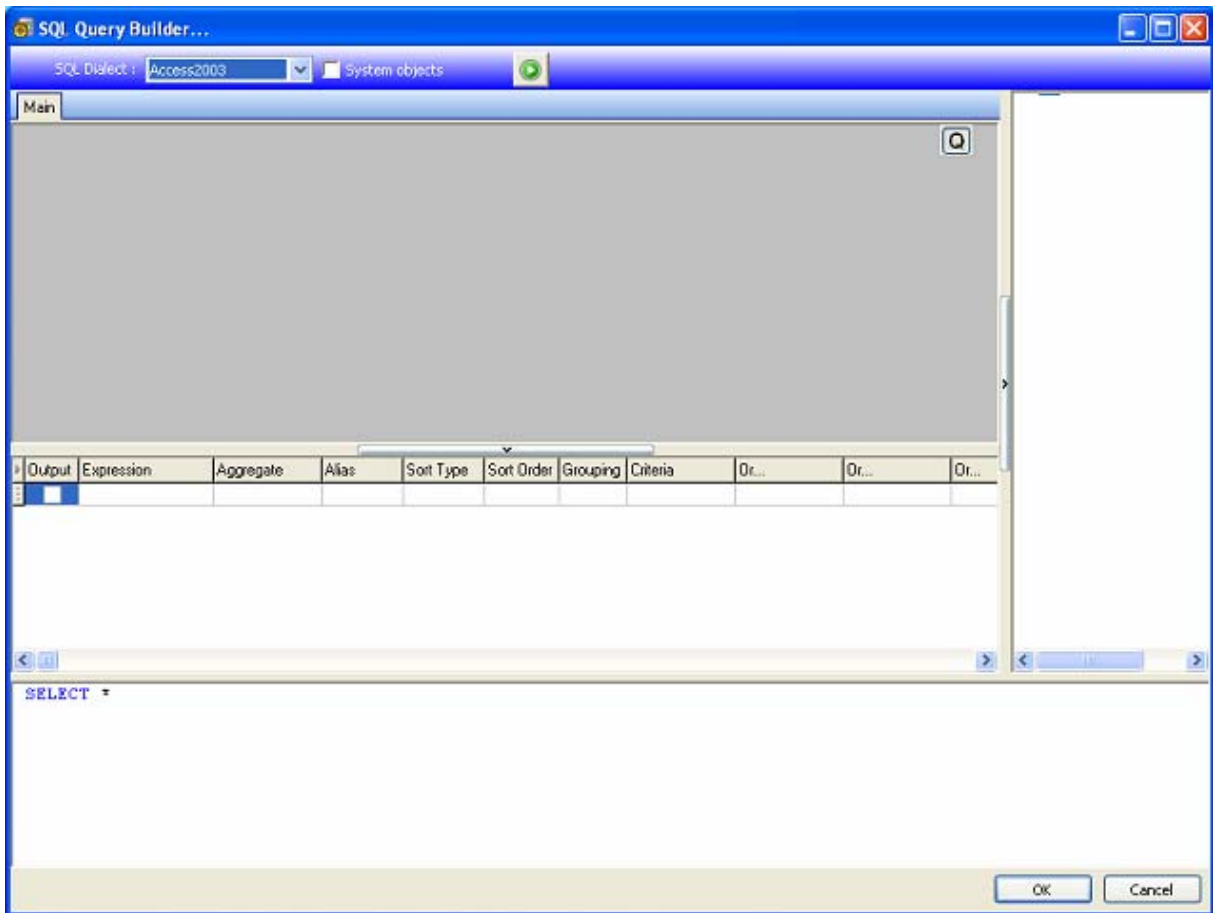 SQL Query Builder...
SQL Dialect : Access2003 System objects
Main
Q
Output Expression Aggregate Alias Sort Type Sort Order Grouping Criteria Or... Or... Or...
SELECT *
OK Cancel